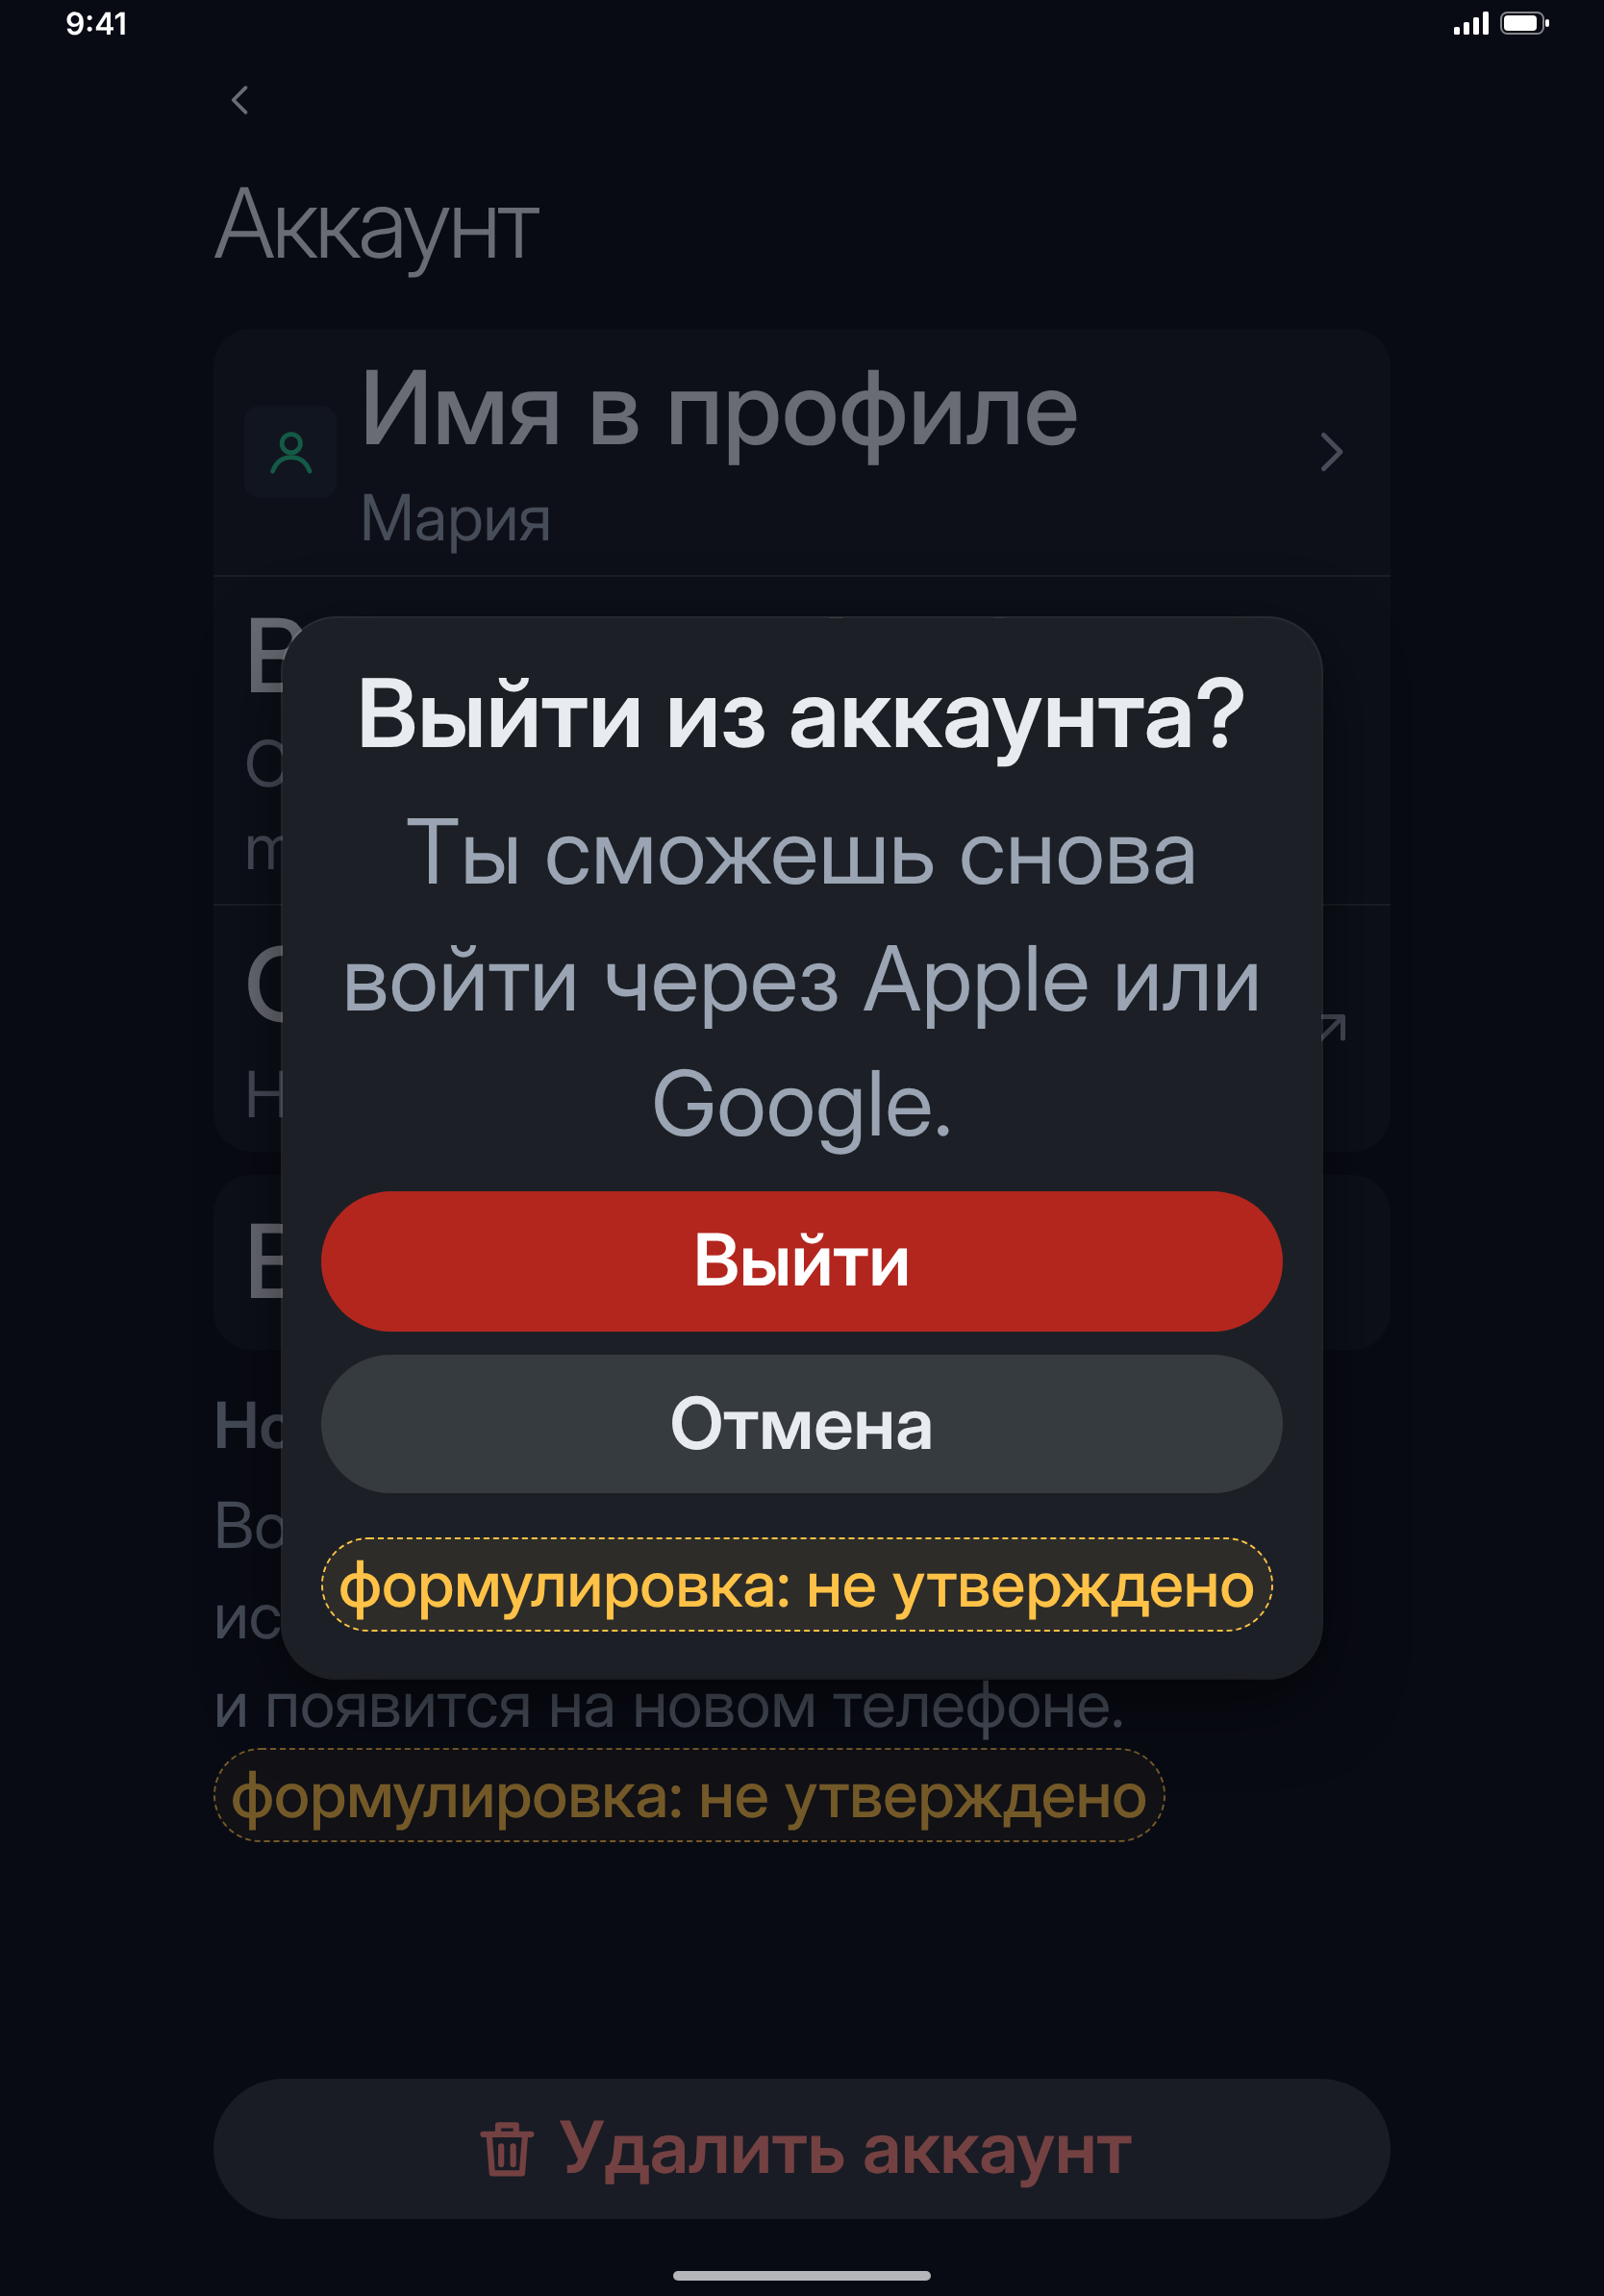 9:41
Аккаунт
Имя в профиле
Мария
Выйти из аккаунта?
Ты сможешь снова
войти через Apple или
Google.
Выйти
Отмена
формулировка: не утверждено
и появится на новом телефоне.
формулировка: не утверждено
Удалить аккаунт